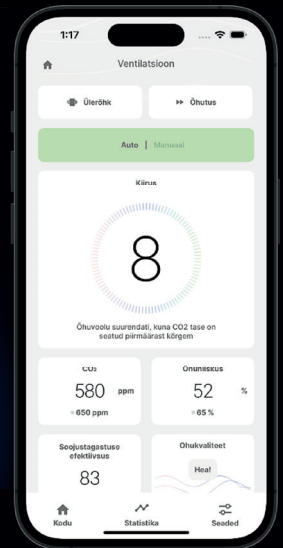 1:17
Ventilatsioon
Ülerõhk
Õhutus
Auto | Manuaal
Kiirus
8
Õhuvoolu suurendati, kuna CO2 tase on
seatud piirmäärast kõrgem
CO₂
580 ppm
650 ppm
Õhuniiskus
52 %
65 %
Soojustagastuse
efektiivsus
83
Õhukvaliteet
Hea!
Kodu
Statistika
Seaded